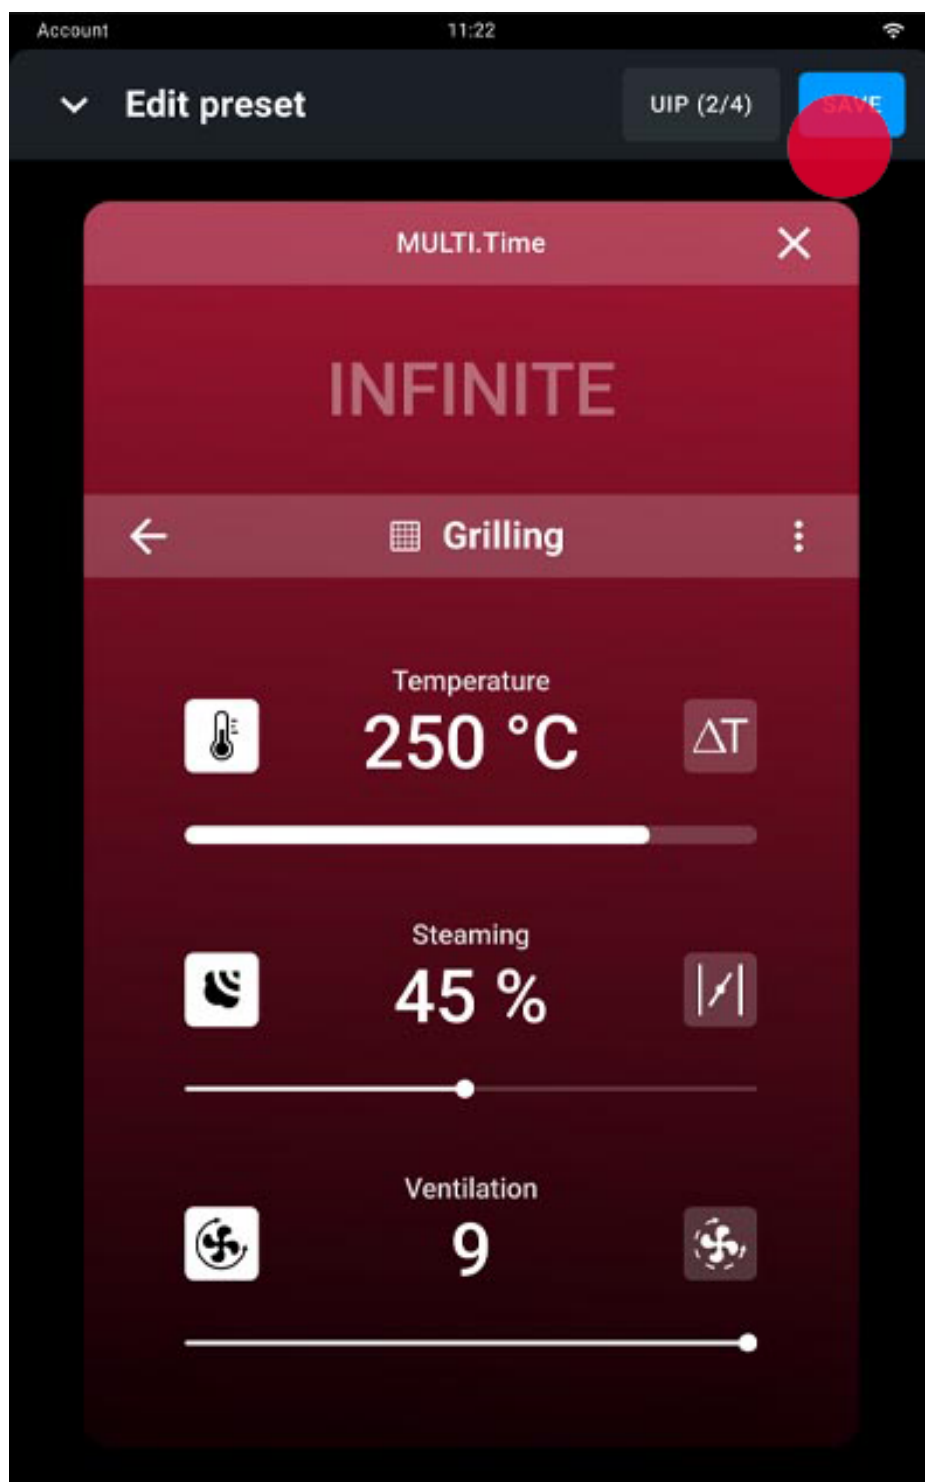 Account 11:22
Edit preset UIP (2/4) SAVE
MULTI.Time
INFINITE
Grilling
Temperature
250 °C
ΔT
Steaming
45 %
Ventilation
9